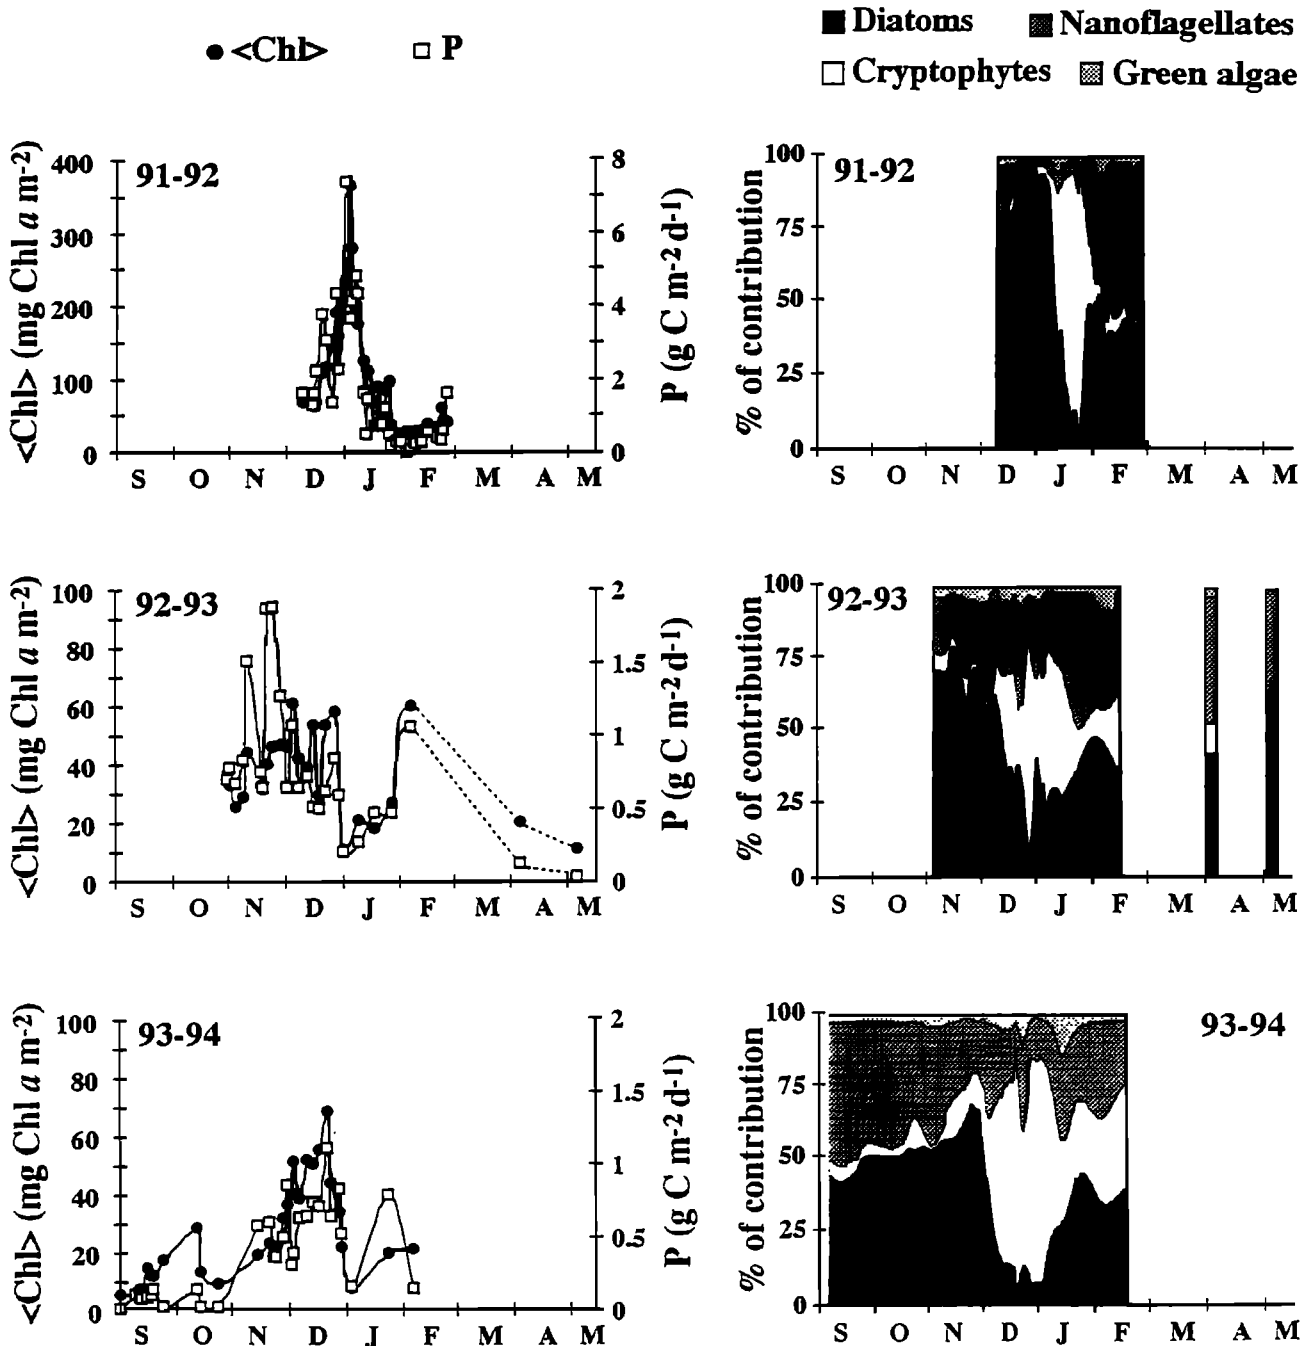 <Chl> P
Diatoms Nanoflagellates
Cryptophytes Green algae
<Chl> (mg Chl a m-2)
400
300
200
100
0
91-92
8
6
4
2
0
P (g C m-2 d-1)
S O N D J F M A M
% of contribution
100
75
50
25
0
91-92
S O N D J F M A M
<Chl> (mg Chl a m-2)
100
80
60
40
20
0
92-93
2
1.5
1
0.5
0
P (g C m-2 d-1)
S O N D J F M A M
% of contribution
100
75
50
25
0
92-93
S O N D J F M A M
<Chl> (mg Chl a m-2)
100
80
60
40
20
0
93-94
2
1.5
1
0.5
0
P (g C m-2 d-1)
S O N D J F M A M
% of contribution
100
75
50
25
0
93-94
S O N D J F M A M